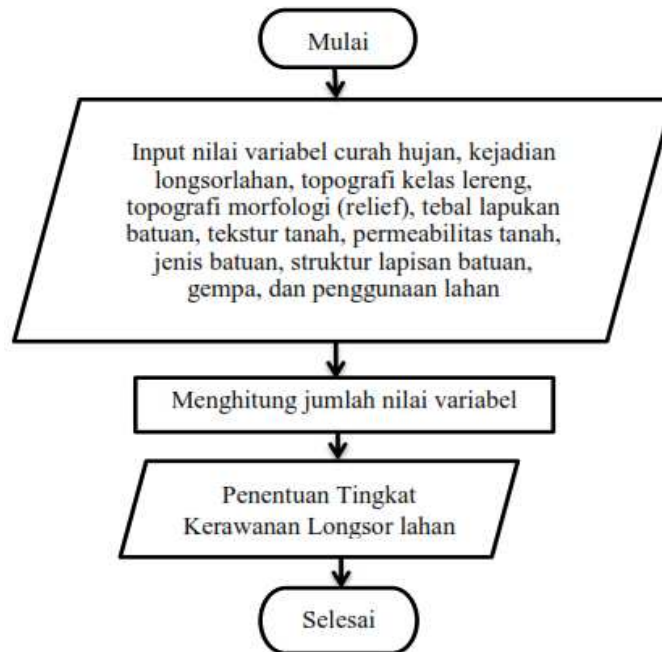 Mulai
Input nilai variabel curah hujan, kejadian
longsorlahan, topografi kelas lereng,
topografi morfologi (relief), tebal lapukan
batuan, tekstur tanah, permeabilitas tanah,
jenis batuan, struktur lapisan batuan,
gempa, dan penggunaan lahan
Menghitung jumlah nilai variabel
Penentuan Tingkat
Kerawanan Longsor lahan
Selesai